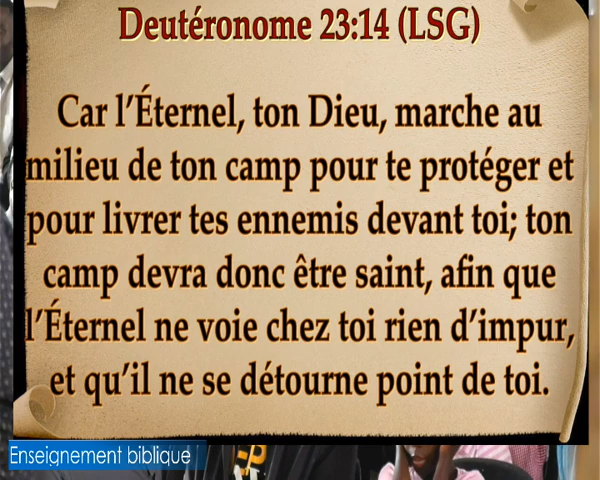 Deutéronome 23:14 (LSG)
Car l’Éternel, ton Dieu, marche au
milieu de ton camp pour te protéger et
pour livrer tes ennemis devant toi; ton
camp devra donc être saint, afin que
l’Éternel ne voie chez toi rien d’impur,
et qu’il ne se détourne point de toi.
Enseignement biblique